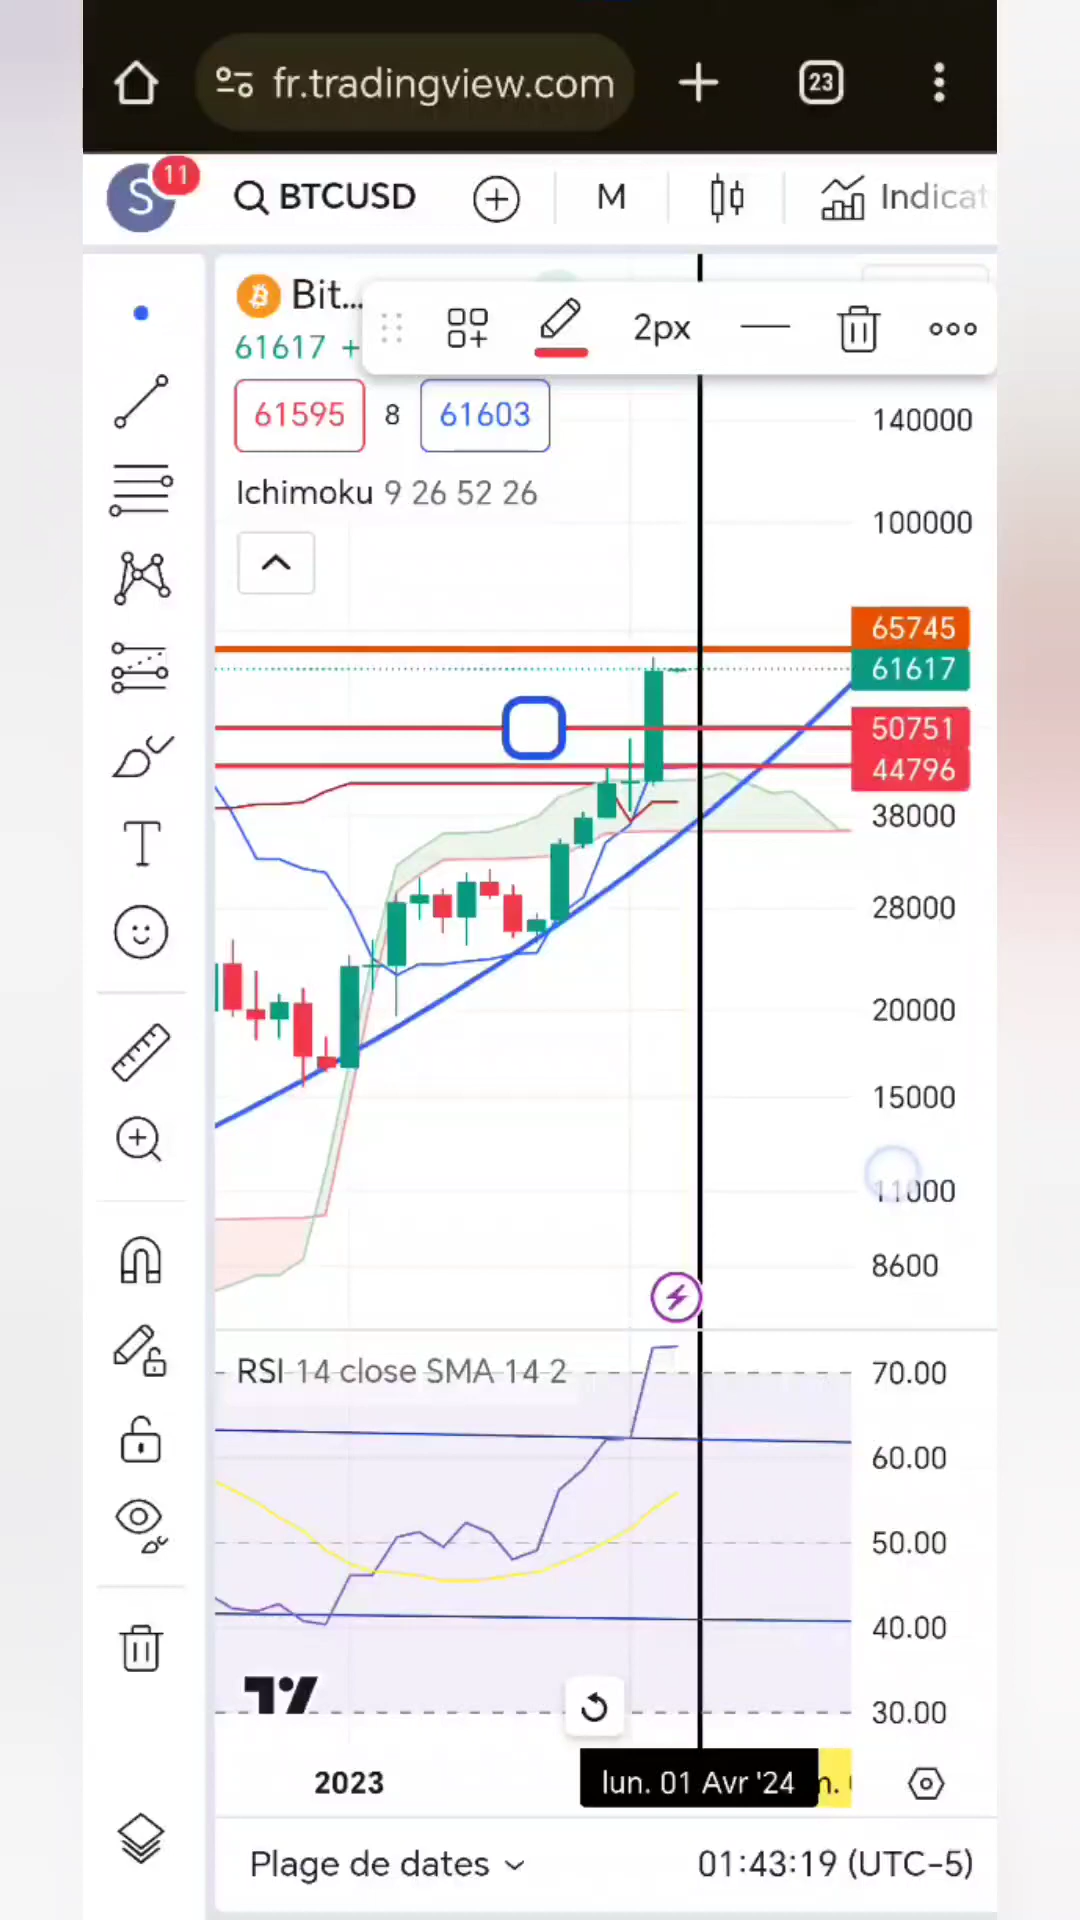 fr.tradingview.com
23
S
11
BTCUSD
M
Indicat
Bit...
61617 +
2px
61595
8
61603
Ichimoku 9 26 52 26
140000
100000
65745
61617
50751
44796
38000
28000
20000
15000
11000
8600
RSI 14 close SMA 14 2
70.00
60.00
50.00
40.00
30.00
2023
lun. 01 Avr '24
Plage de dates
01:43:19 (UTC-5)